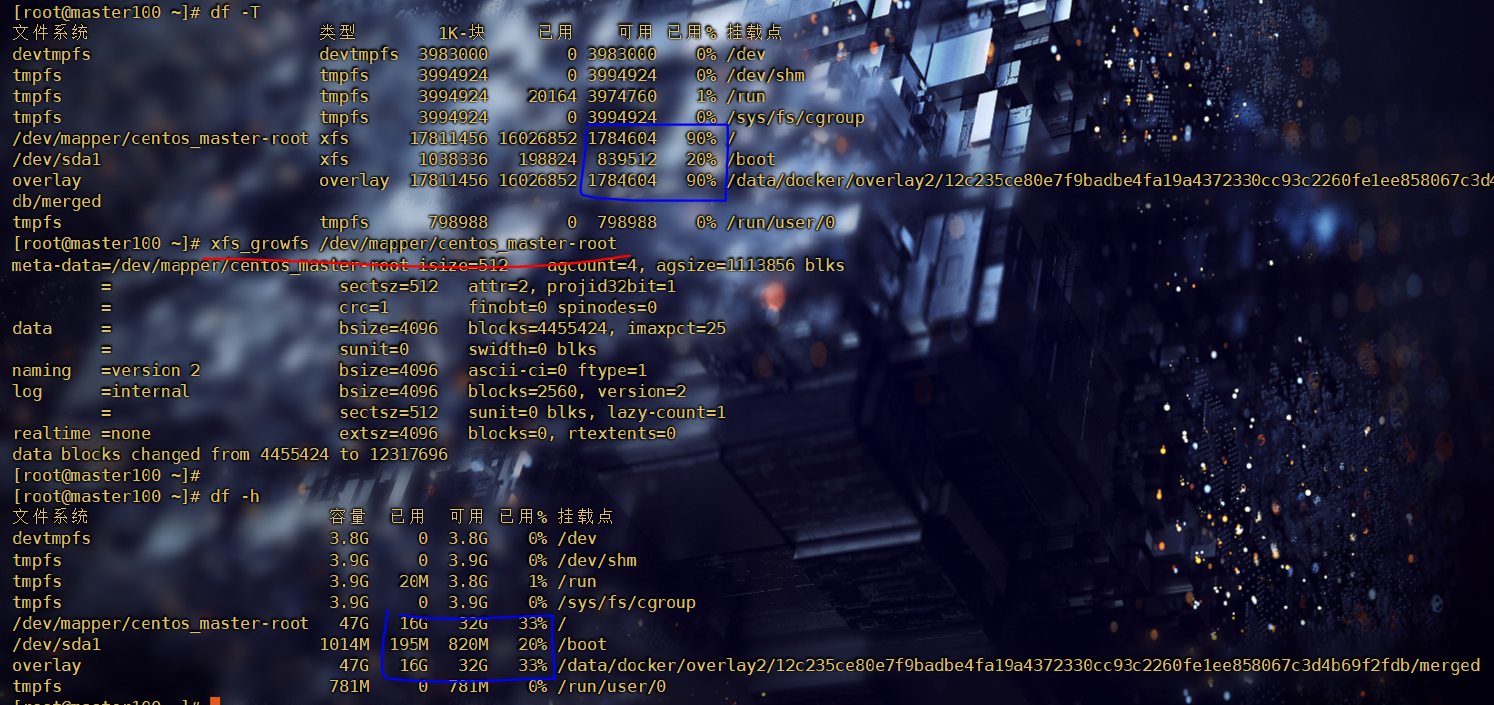 [root@master100 ~]# df -T
文件系统 类型 1K-块 已用 可用 已用% 挂载点
devtmpfs devtmpfs 3983000 0 3983000 0% /dev
tmpfs tmpfs 3994924 0 3994924 0% /dev/shm
tmpfs tmpfs 3994924 20164 3974760 1% /run
tmpfs tmpfs 3994924 0 3994924 0% /sys/fs/cgroup
/dev/mapper/centos_master-root xfs 17811456 16026852 1784604 90% /
/dev/sda1 xfs 1038336 198824 839512 20% /boot
overlay overlay 17811456 16026852 1784604 90% /data/docker/overlay2/12c235ce80e7f9badbe4fa19a4372330cc93c2260fe1ee858067c3d4
db/merged
tmpfs tmpfs 798988 0 798988 0% /run/user/0
[root@master100 ~]# xfs_growfs /dev/mapper/centos_master-root
meta-data=/dev/mapper/centos_master-root isize=512 agcount=4, agsize=1113856 blks
= sectsz=512 attr=2, projid32bit=1
= crc=1 finobt=0 spinodes=0
data = bsize=4096 blocks=4455424, imaxpct=25
= sunit=0 swidth=0 blks
naming =version 2 bsize=4096 ascii-ci=0 ftype=1
log =internal bsize=4096 blocks=2560, version=2
= sectsz=512 sunit=0 blks, lazy-count=1
realtime =none extsz=4096 blocks=0, rtextents=0
data blocks changed from 4455424 to 12317696
[root@master100 ~]#
[root@master100 ~]# df -h
文件系统 容量 已用 可用 已用% 挂载点
devtmpfs 3.8G 0 3.8G 0% /dev
tmpfs 3.9G 0 3.9G 0% /dev/shm
tmpfs 3.9G 20M 3.8G 1% /run
tmpfs 3.9G 0 3.9G 0% /sys/fs/cgroup
/dev/mapper/centos_master-root 47G 16G 32G 33% /
/dev/sda1 1014M 195M 820M 20% /boot
overlay 47G 16G 32G 33% /data/docker/overlay2/12c235ce80e7f9badbe4fa19a4372330cc93c2260fe1ee858067c3d4b69f2fdb/merged
tmpfs 781M 0 781M 0% /run/user/0
[root@master100 ~]#